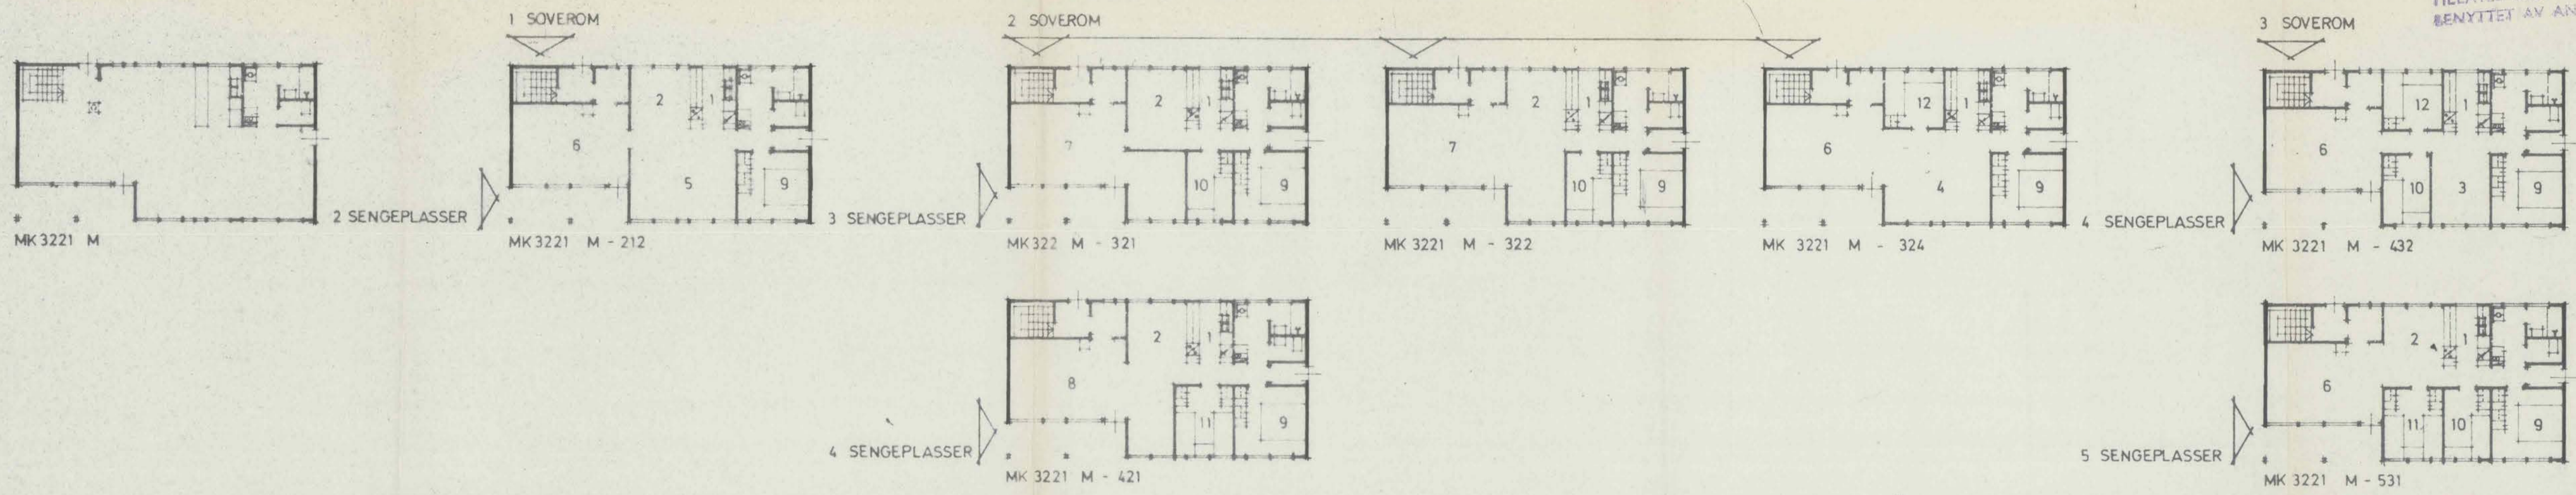 1 SOVEROM
2 SOVEROM
3 SOVEROM
BENYTTET AV AN
2 1
6
5
9
2 1
7
10
9
2 1
7
10
9
12 1
6
4
9
12 1
6
10
3
9
2 SENGEPLASSER
3 SENGEPLASSER
4 SENGEPLASSER
MK 3221 M
MK 3221 M - 212
MK 322 M - 321
MK 3221 M - 322
MK 3221 M - 324
MK 3221 M - 432
2 1
8
11
9
2 1
6
11
10
9
4 SENGEPLASSER
5 SENGEPLASSER
MK 3221 M - 421
MK 3221 M - 531